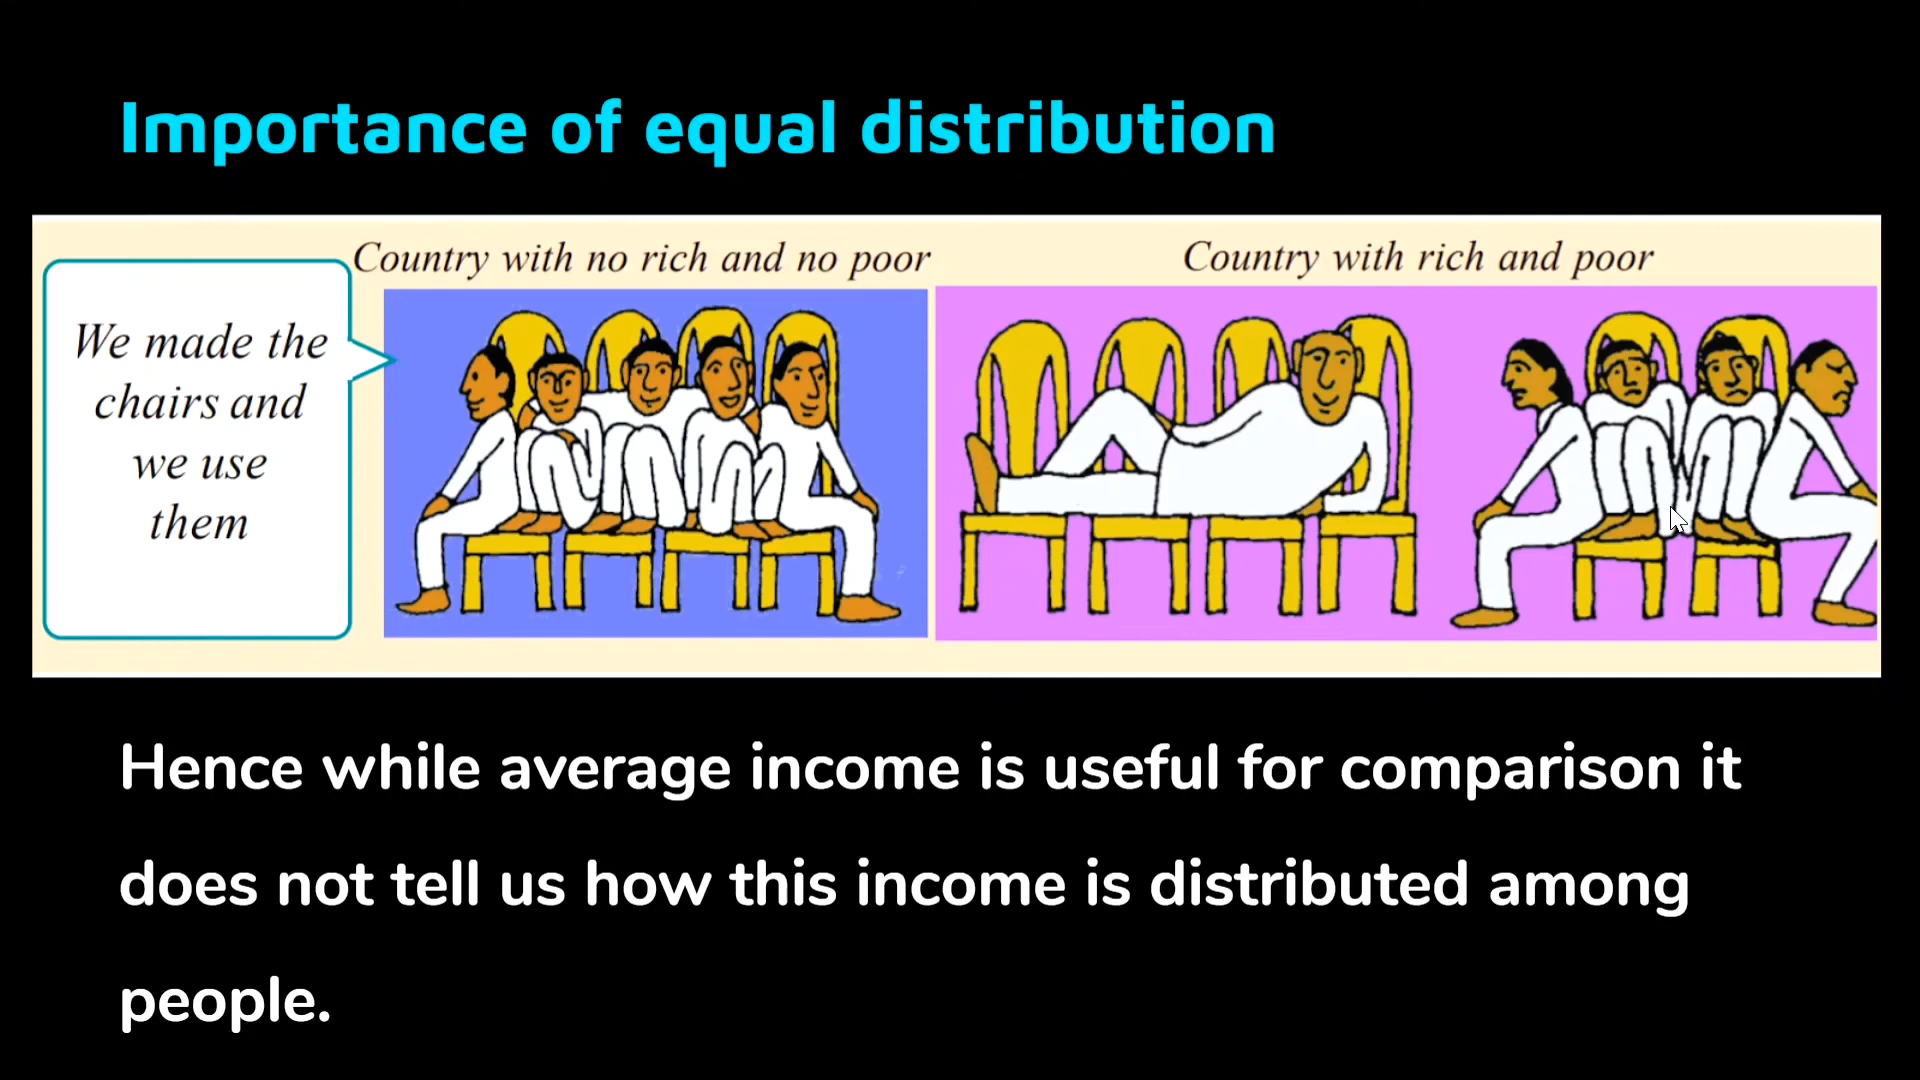 Importance of equal distribution
Country with no rich and no poor
Country with rich and poor
We made the
chairs and
we use
them
Hence while average income is useful for comparison it
does not tell us how this income is distributed among
people.